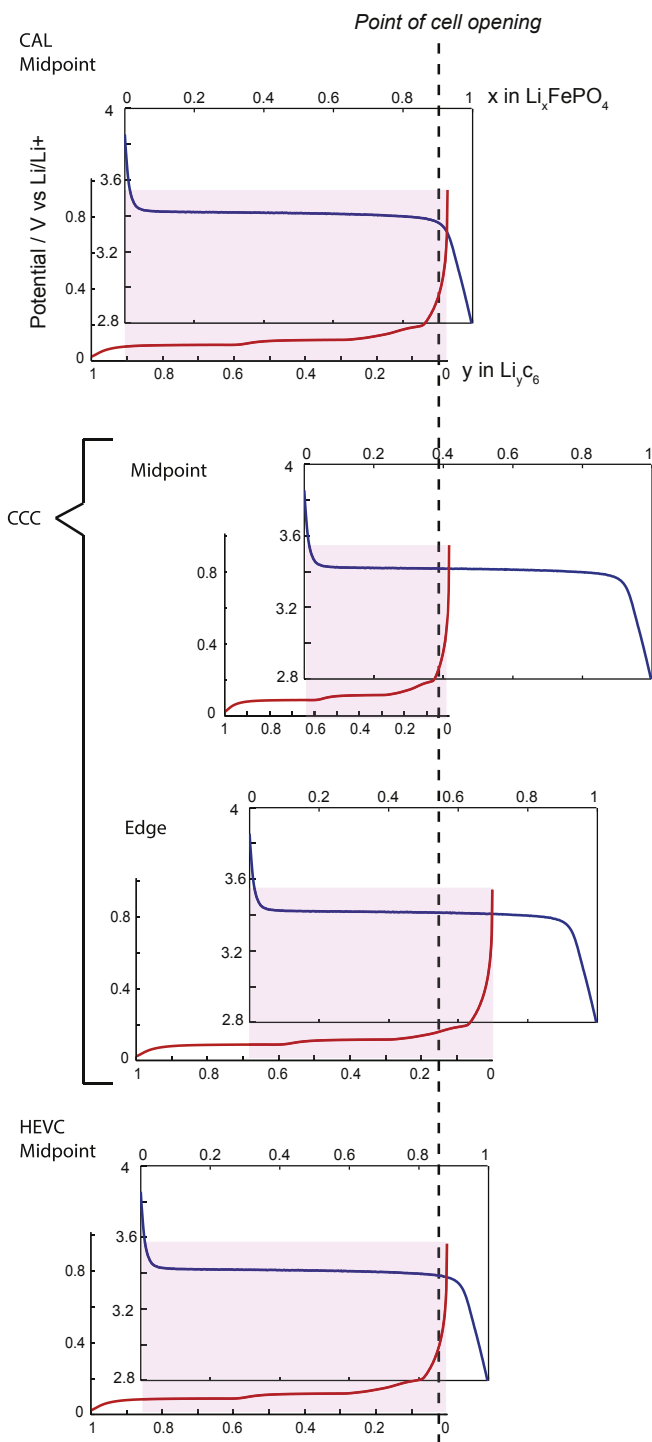 Point of cell opening
CAL
Midpoint
0 0.2 0.4 0.6 0.8 1 x in LiₓFePO₄
4
3.6
3.2
2.8
Potential / V vs Li/Li+
0.8
0.4
0
1 0.8 0.6 0.4 0.2 0
y in Liᵧc₆
CCC
Midpoint
0 0.2 0.4 0.6 0.8 1
4
3.6
3.2
2.8
0.8
0.4
0
1 0.8 0.6 0.4 0.2 0
Edge
0 0.2 0.4 0.6 0.8 1
4
3.6
3.2
2.8
0.8
0.4
0
1 0.8 0.6 0.4 0.2 0
HEVC
Midpoint
0 0.2 0.4 0.6 0.8 1
4
3.6
3.2
2.8
0.8
0.4
0
1 0.8 0.6 0.4 0.2 0